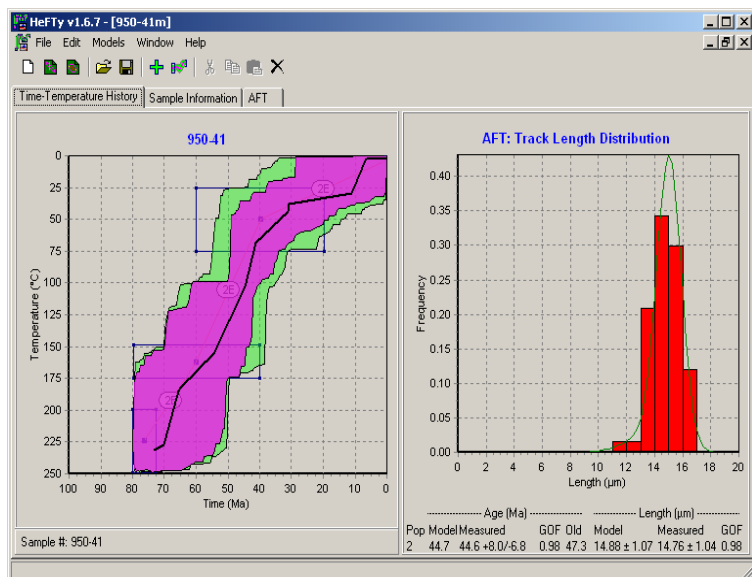 HeFTy v1.6.7 - [950-41m]
File Edit Models Window Help
Time-Temperature History Sample Information AFT
950-41
0
25
50
75
100
125
150
175
200
225
250
Temperature (°C)
2E
2E
2E
100 90 80 70 60 50 40 30 20 10 0
Time (Ma)
Sample #: 950-41
AFT: Track Length Distribution
0.40
0.35
0.30
0.25
0.20
0.15
0.10
0.05
0.00
Frequency
0 2 4 6 8 10 12 14 16 18 20
Length (µm)
Age (Ma) Length (µm)
Pop Model Measured GOF Old Model Measured GOF
2 44.7 44.6 +8.0/-6.8 0.98 47.3 14.88 ± 1.07 14.76 ± 1.04 0.98